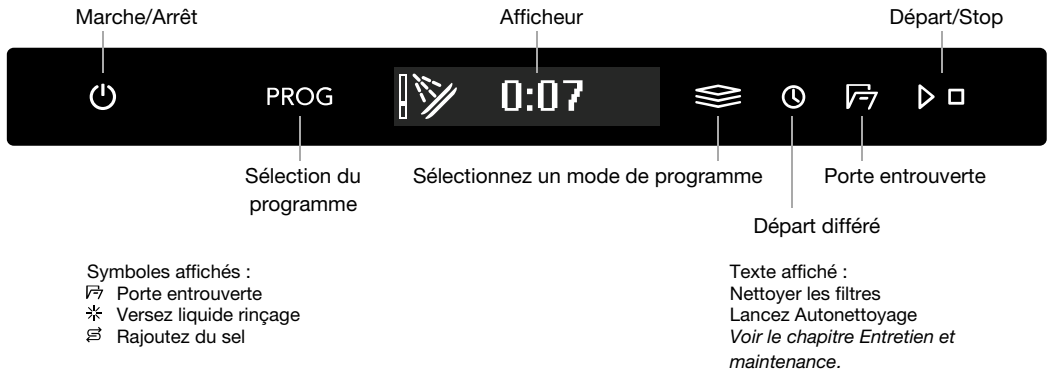 Marche/Arrêt
Afficheur
Départ/Stop
PROG
0:07
Sélection du
programme
Sélectionnez un mode de programme
Porte entrouverte
Départ différé
Symboles affichés :
Porte entrouverte
Versez liquide rinçage
Rajoutez du sel
Texte affiché :
Nettoyer les filtres
Lancez Autonettoyage
Voir le chapitre Entretien et
maintenance.